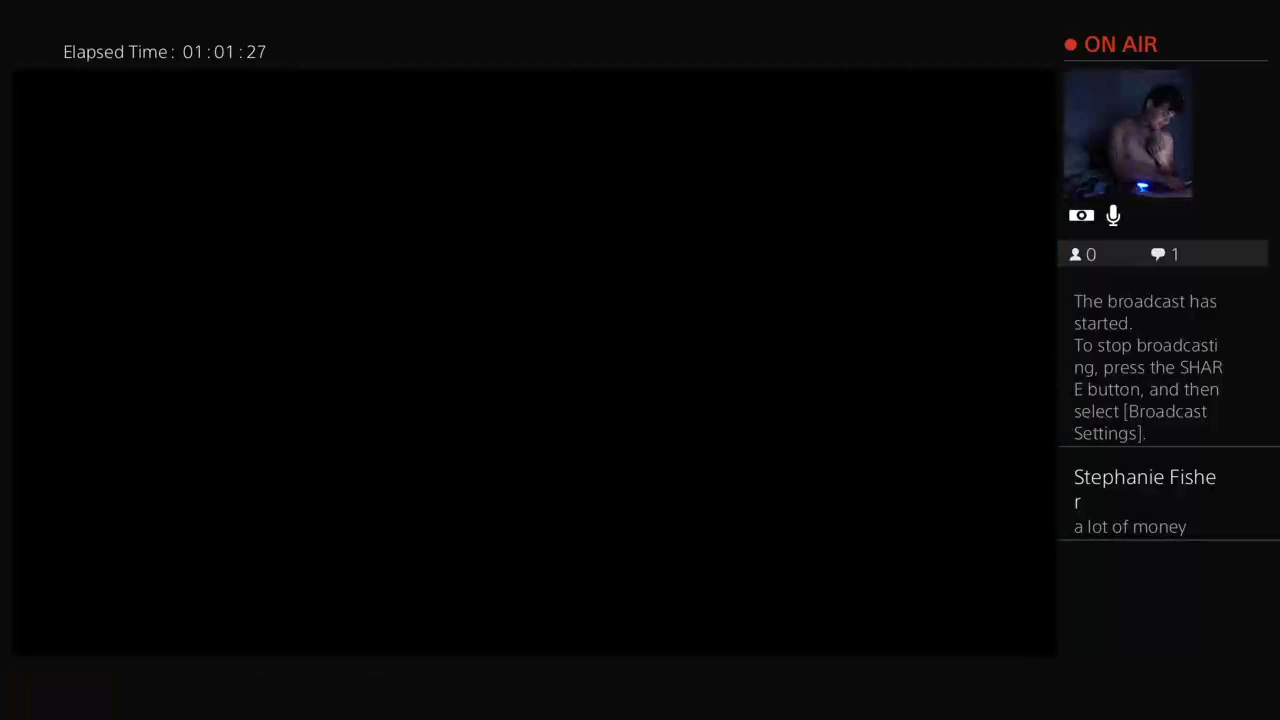 Elapsed Time: 01:01:27
ON AIR
0 1
The broadcast has
started.
To stop broadcasti
ng, press the SHAR
E button, and then
select [Broadcast
Settings].
Stephanie Fishe
r
a lot of money